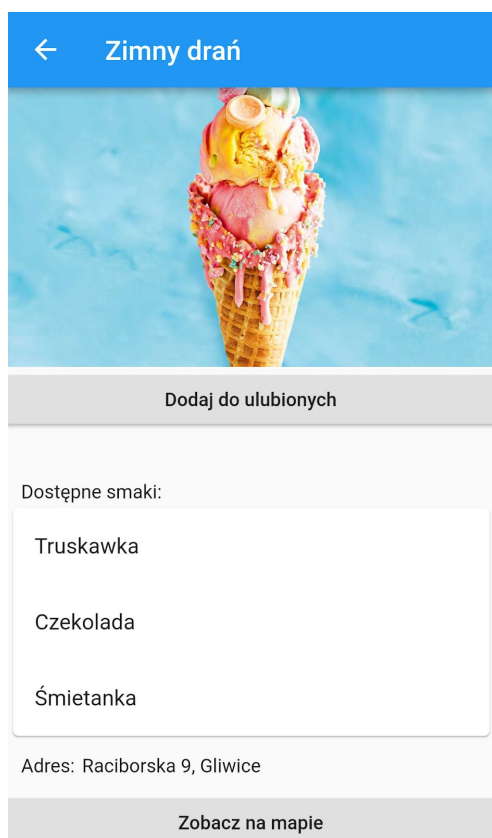 Zimny drań
Dodaj do ulubionych
Dostępne smaki:
Truskawka
Czekolada
Śmietanka
Adres: Raciborska 9, Gliwice
Zobacz na mapie